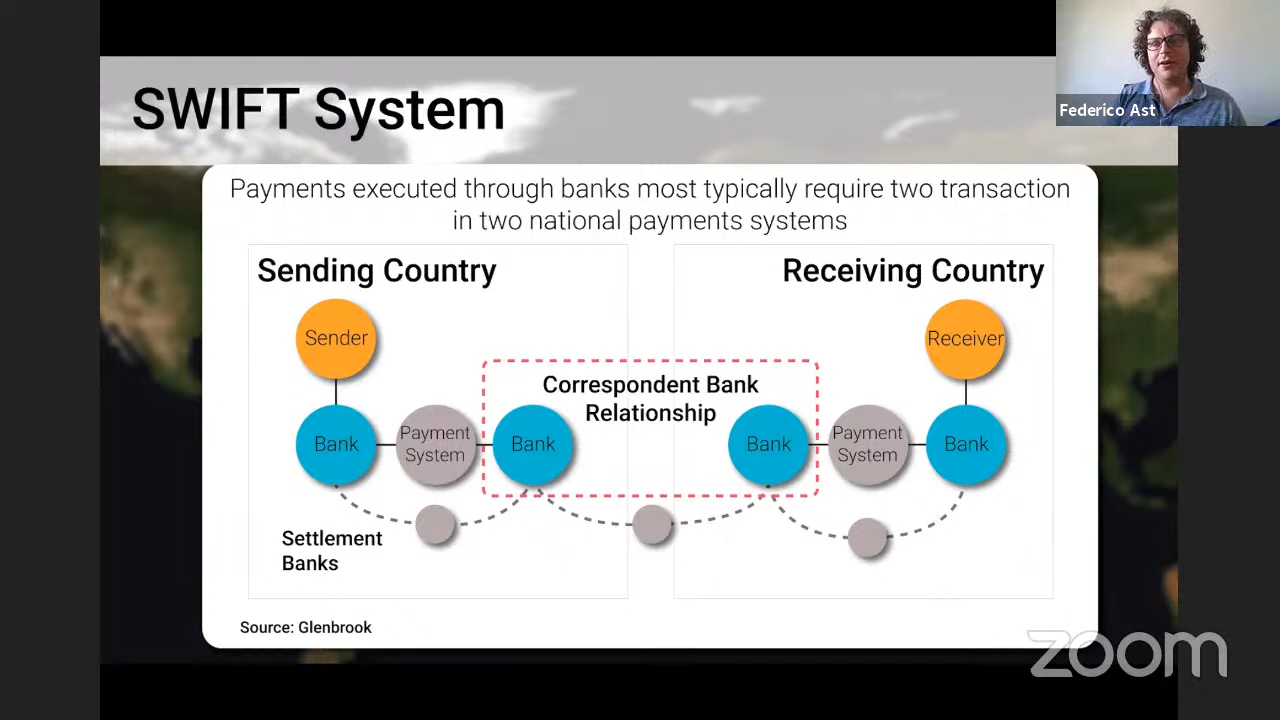 SWIFT System
Federico Ast
Payments executed through banks most typically require two transaction
in two national payments systems
Sending Country
Receiving Country
Sender
Receiver
Correspondent Bank
Relationship
Bank
Payment
System
Bank
Bank
Payment
System
Bank
Settlement
Banks
Source: Glenbrook
zoom